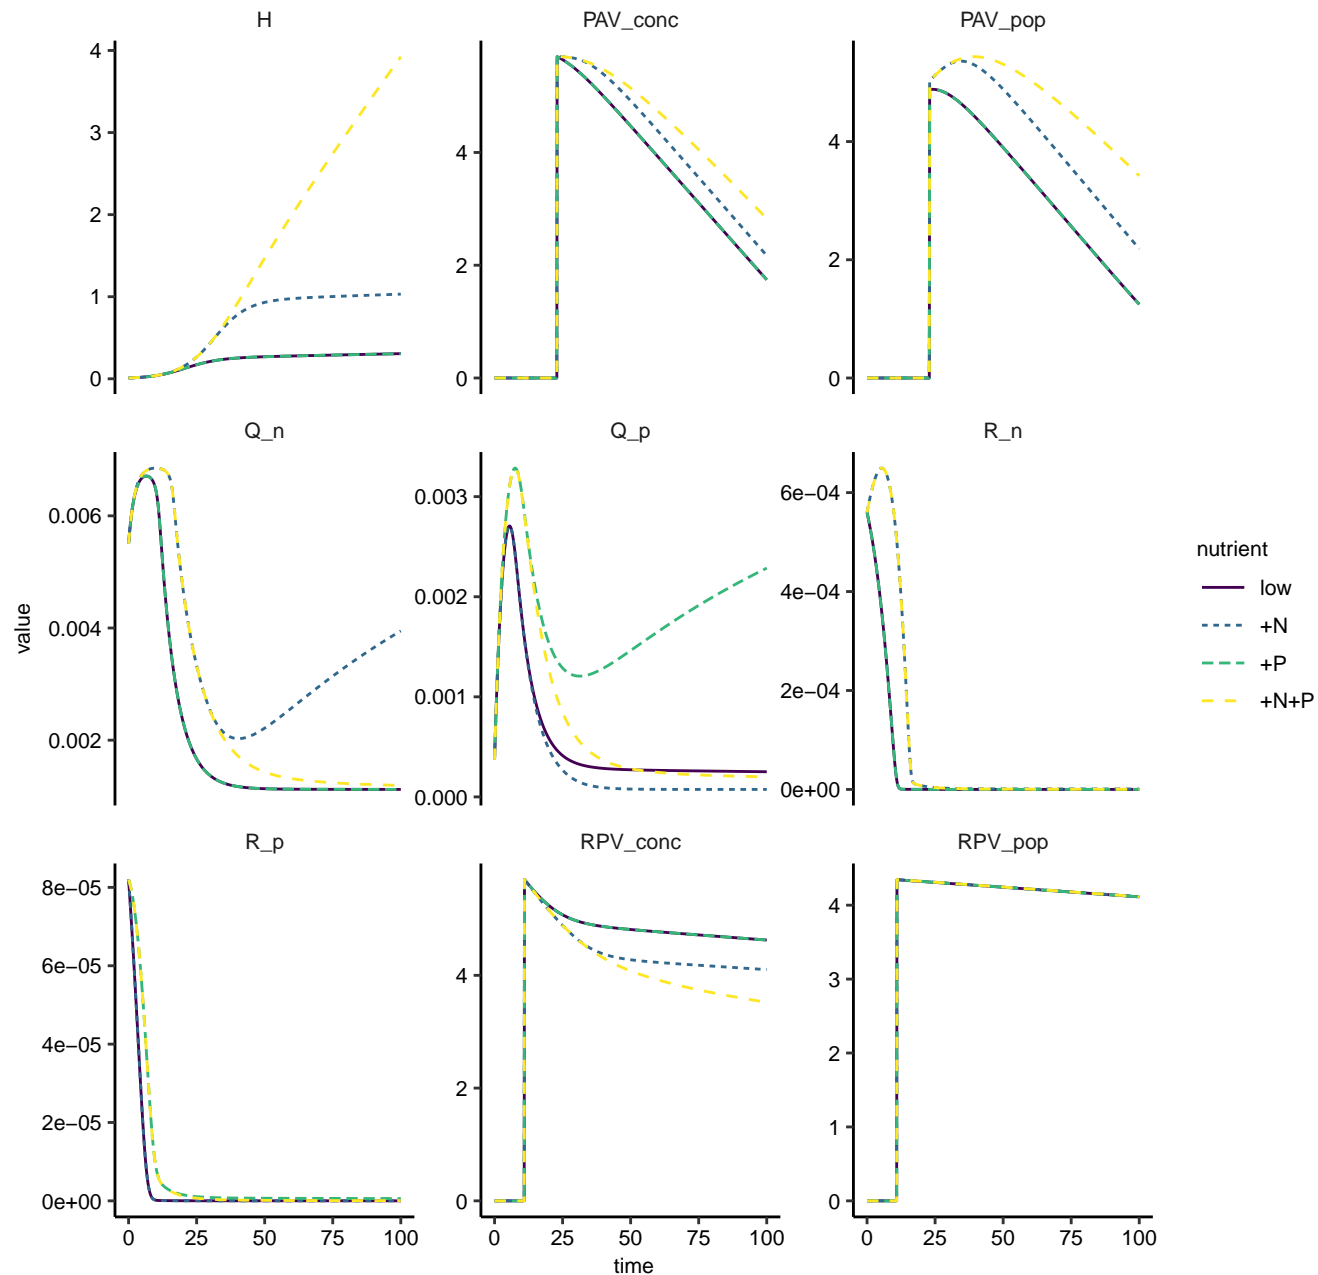 H
PAV_conc
PAV_pop
4
3
2
1
0
4
2
0
4
2
0
Q_n
Q_p
R_n
0.006
0.004
0.002
0.003
0.002
0.001
0.000
6e−04
4e−04
2e−04
0e+00
value
nutrient
low
+N
+P
+N+P
R_p
RPV_conc
RPV_pop
8e−05
6e−05
4e−05
2e−05
0e+00
4
2
0
4
3
2
1
0
0 25 50 75 100
0 25 50 75 100
0 25 50 75 100
time